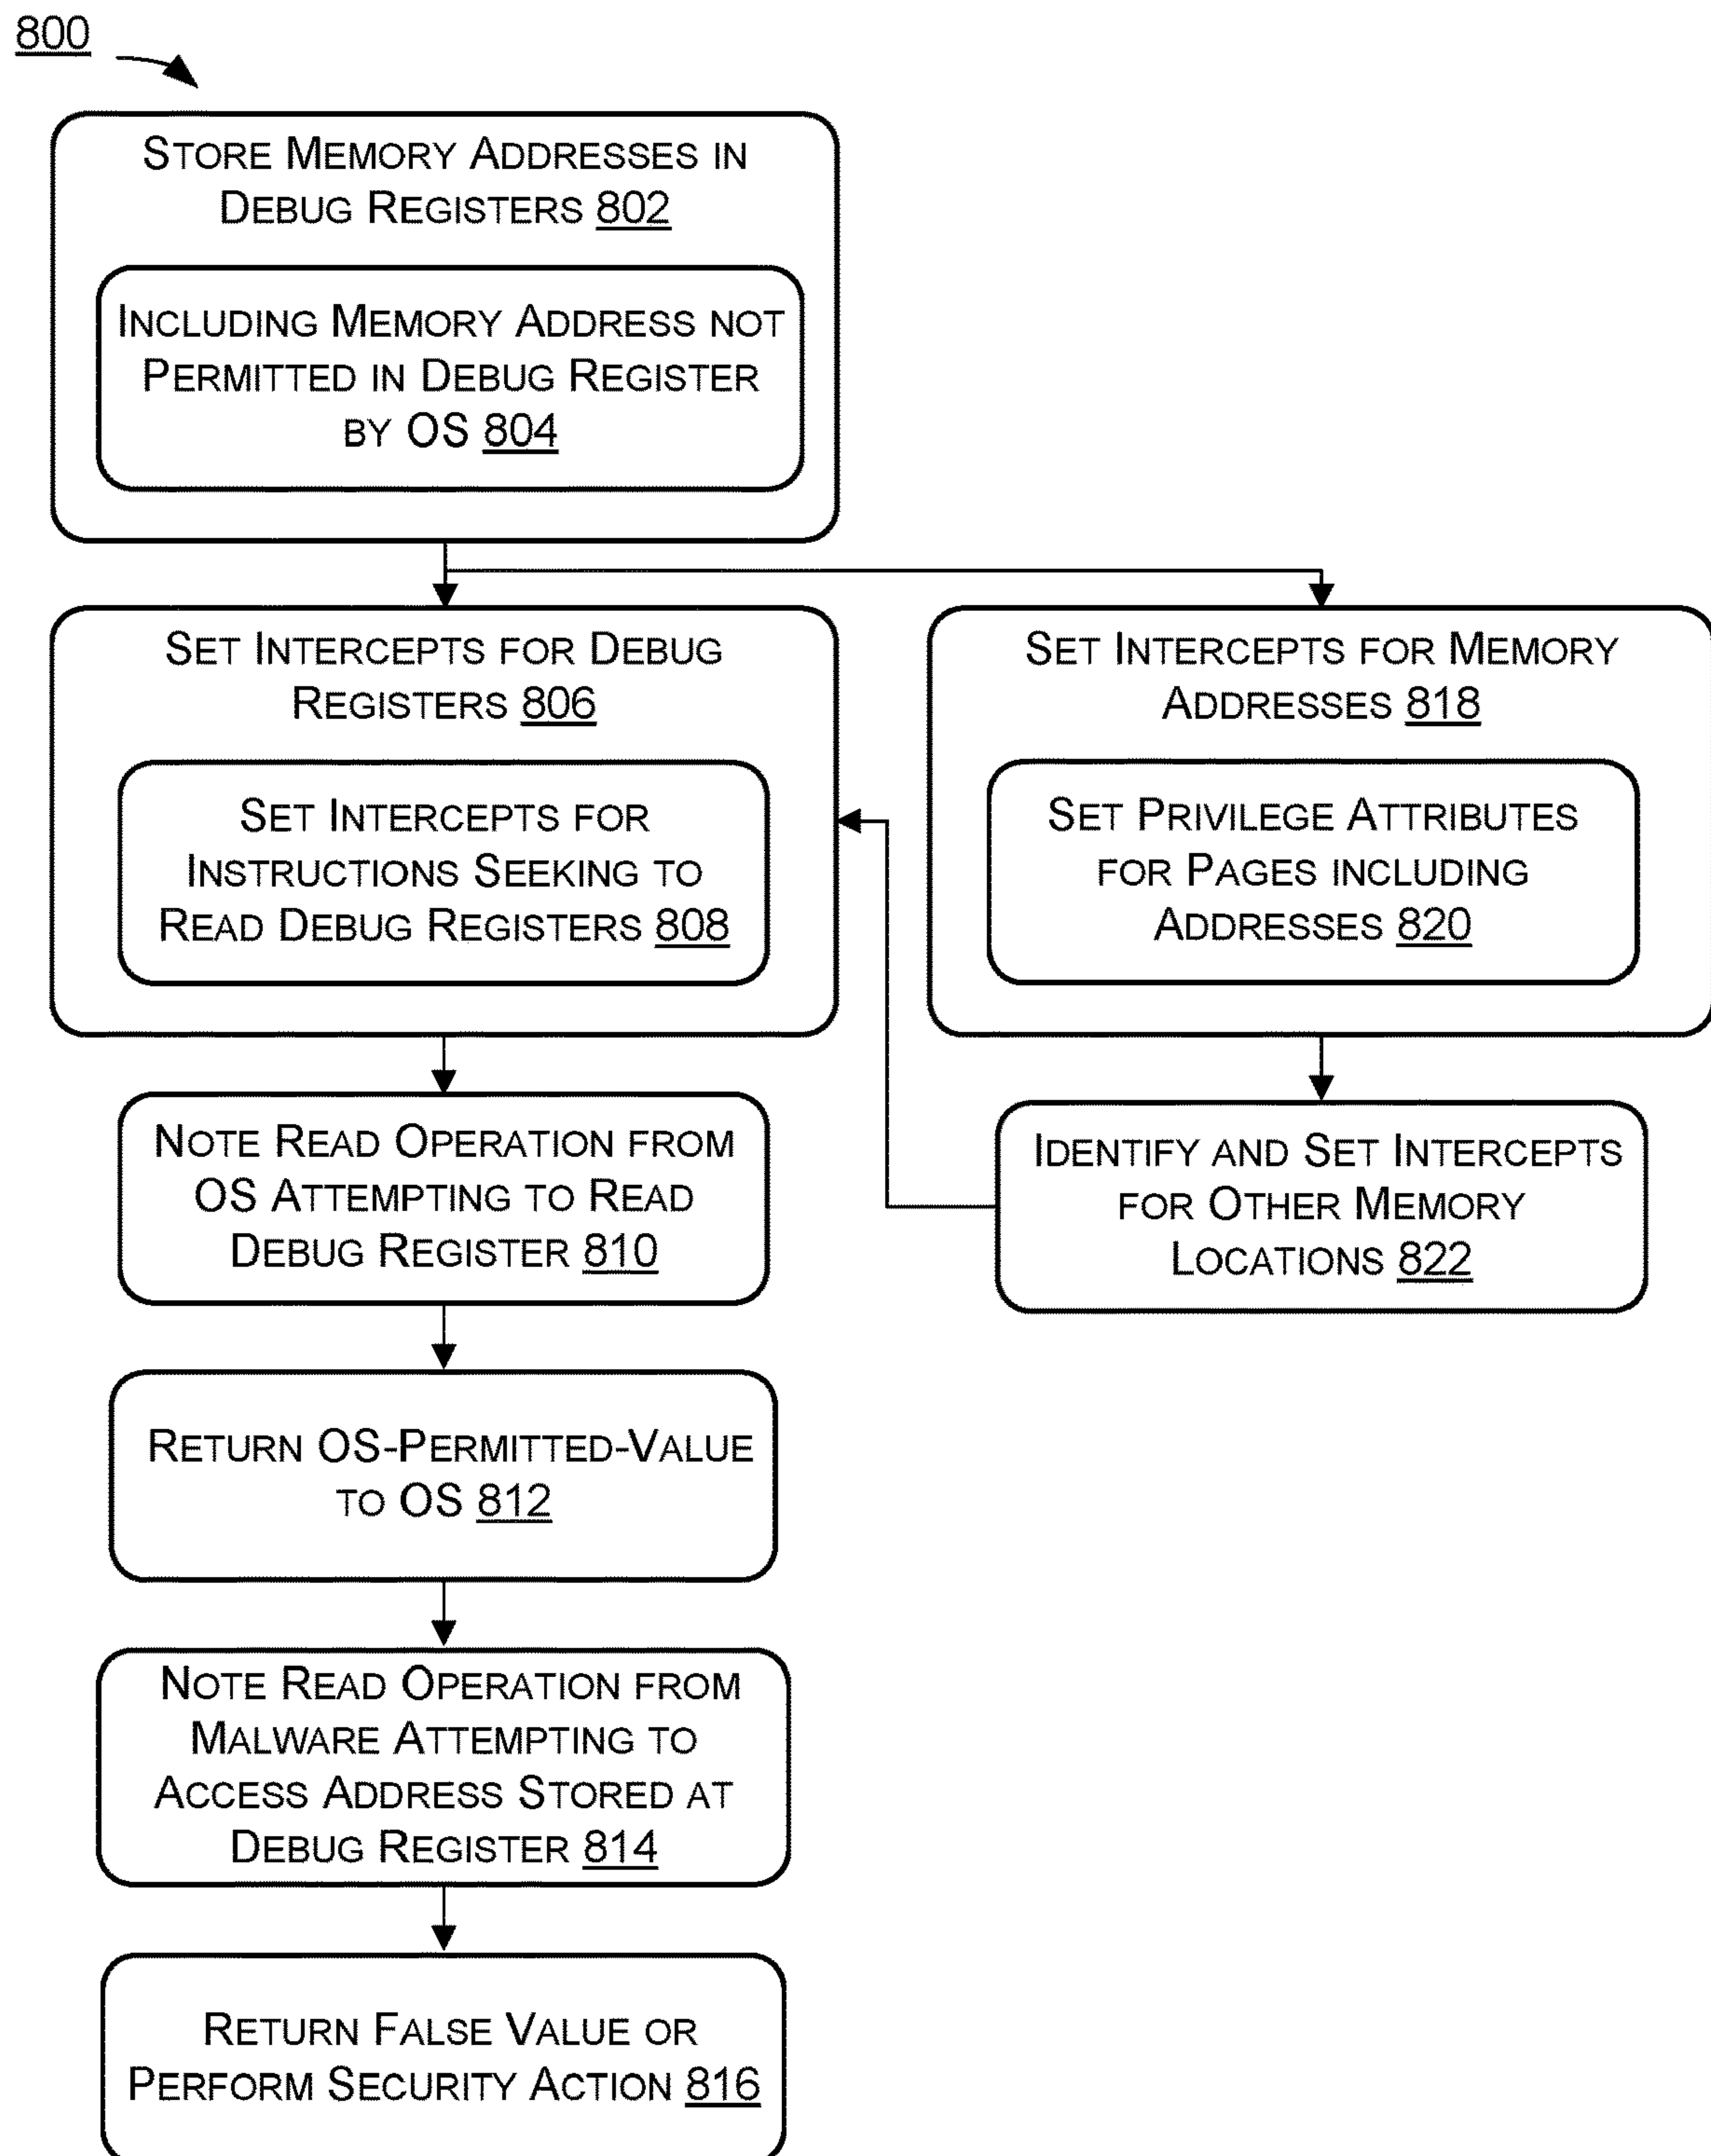 800
STORE MEMORY ADDRESSES IN
DEBUG REGISTERS 802
INCLUDING MEMORY ADDRESS NOT
PERMITTED IN DEBUG REGISTER
BY OS 804
SET INTERCEPTS FOR DEBUG
REGISTERS 806
SET INTERCEPTS FOR
INSTRUCTIONS SEEKING TO
READ DEBUG REGISTERS 808
SET INTERCEPTS FOR MEMORY
ADDRESSES 818
SET PRIVILEGE ATTRIBUTES
FOR PAGES INCLUDING
ADDRESSES 820
NOTE READ OPERATION FROM
OS ATTEMPTING TO READ
DEBUG REGISTER 810
IDENTIFY AND SET INTERCEPTS
FOR OTHER MEMORY
LOCATIONS 822
RETURN OS-PERMITTED-VALUE
TO OS 812
NOTE READ OPERATION FROM
MALWARE ATTEMPTING TO
ACCESS ADDRESS STORED AT
DEBUG REGISTER 814
RETURN FALSE VALUE OR
PERFORM SECURITY ACTION 816